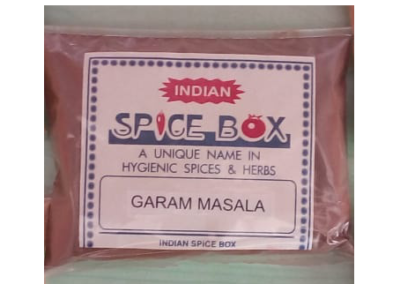 INDIAN
SPICE BOX
A UNIQUE NAME IN
HYGIENIC SPICES & HERBS
GARAM MASALA
INDIAN SPICE BOX